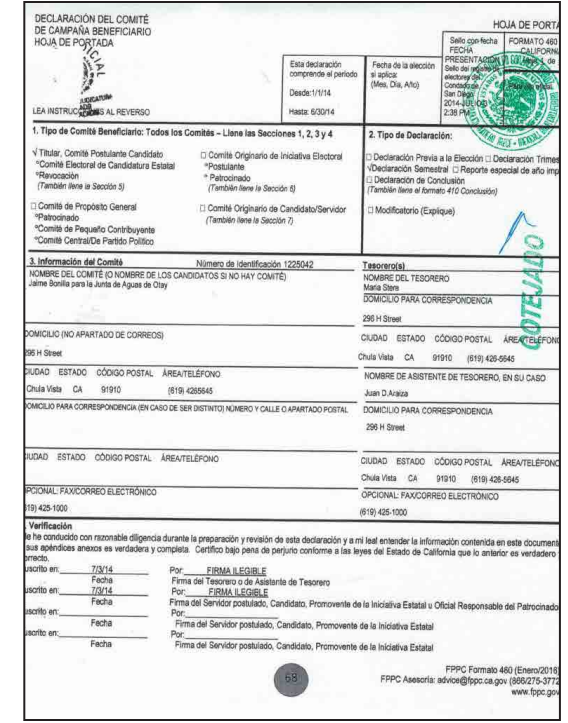 DECLARACIÓN DEL COMITÉ
DE CAMPAÑA BENEFICIARIO
HOJA DE PORTADA
HOJA DE PORTA
Sello con fecha
FECHA
PRESENTACIÓN
Sello del registro de
electores del
Condado de
San Diego
2014 JUL
2:38 PM
FORMATO 460
CALIFORN
de
Esta declaración
comprende el periodo
Desde:1/1/14
Hasta: 6/30/14
Fecha de la elección
si aplica:
(Mes, Dia, Año)
LEA INSTRUCCIONES AL REVERSO
1. Tipo de Comité Beneficiario: Todos los Comités – Llene las Secciones 1, 2, 3 y 4
√ Titular, Comité Postulante Candidato
°Comité Electoral de Candidatura Estatal
°Revocación
(También llene la Sección 5)
□ Comité de Propósito General
°Patrocinado
°Comité de Pequeño Contribuyente
°Comité Central/De Partido Político
□ Comité Originario de Iniciativa Electoral
°Postulante
° Patrocinado
(También llene la Sección 6)
□ Comité Originario de Candidato/Servidor
(También llene la Sección 7)
2. Tipo de Declaración:
□ Declaración Previa a la Elección □ Declaración Trimes
√Declaración Semestral □ Reporte especial de año imp
□ Declaración de Conclusión
(También llene el formato 410 Conclusión)
□ Modificatorio (Explique)
COTEJADO
3. Información del Comité Número de Identificación 1225042
NOMBRE DEL COMITÉ (O NOMBRE DE LOS CANDIDATOS SI NO HAY COMITÉ)
Jaime Bonilla para la Junta de Aguas de Otay
DOMICILIO (NO APARTADO DE CORREOS)
296 H Street
CIUDAD ESTADO CÓDIGO POSTAL ÁREA/TELÉFONO
Chula Vista CA 91910 (619) 4265645
DOMICILIO PARA CORRESPONDENCIA (EN CASO DE SER DISTINTO) NÚMERO Y CALLE O APARTADO POSTAL
CIUDAD ESTADO CÓDIGO POSTAL ÁREA/TELÉFONO
OPCIONAL: FAX/CORREO ELECTRÓNICO
619) 425-1000
Tesorero(s)
NOMBRE DEL TESORERO
Maria Stere
DOMICILIO PARA CORRESPONDENCIA
296 H Street
CIUDAD ESTADO CÓDIGO POSTAL ÁREA/TELÉFONO
Chula Vista CA 91910 (619) 426-5645
NOMBRE DE ASISTENTE DE TESORERO, EN SU CASO
Juan D.Araiza
DOMICILIO PARA CORRESPONDENCIA
296 H Street
CIUDAD ESTADO CÓDIGO POSTAL ÁREA/TELÉFONO
Chula Vista CA 91910 (619) 426-5645
OPCIONAL: FAX/CORREO ELECTRÓNICO
(619) 425-1000
. Verificación
e he conducido con razonable diligencia durante la preparación y revisión de esta declaración y a mi leal entender la información contenida en este document
sus apéndices anexos es verdadera y completa. Certifico bajo pena de perjurio conforme a las leyes del Estado de California que lo anterior es verdadero
orrecto.
uscrito en: 7/3/14 Por: FIRMA ILEGIBLE
Fecha Firma del Tesorero o de Asistente de Tesorero
uscrito en: 7/3/14 Por: FIRMA ILEGIBLE
Fecha Firma del Servidor postulado, Candidato, Promovente de la Iniciativa Estatal u Oficial Responsable del Patrocinado
uscrito en: Por:
Fecha Firma del Servidor postulado, Candidato, Promovente de la Iniciativa Estatal
uscrito en: Por:
Fecha Firma del Servidor postulado, Candidato, Promovente de la Iniciativa Estatal
68
FPPC Formato 460 (Enero/2016)
FPPC Asesoria: advice@fppc.ca.gov (866/275-3772
www.fppc.gov